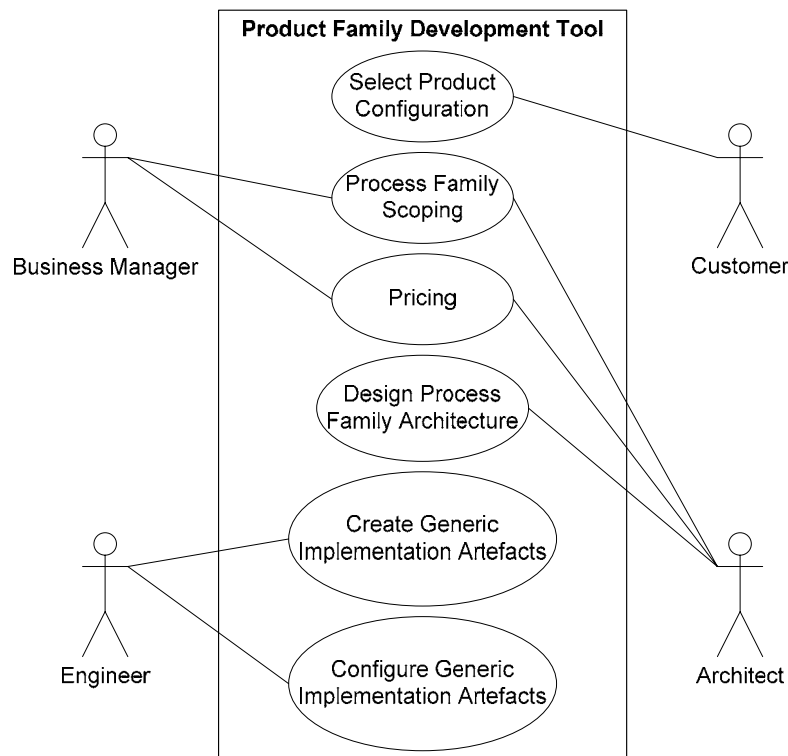 Product Family Development Tool
Select Product
Configuration
Process Family
Scoping
Business Manager
Customer
Pricing
Design Process
Family Architecture
Create Generic
Implementation Artefacts
Engineer
Configure Generic
Implementation Artefacts
Architect